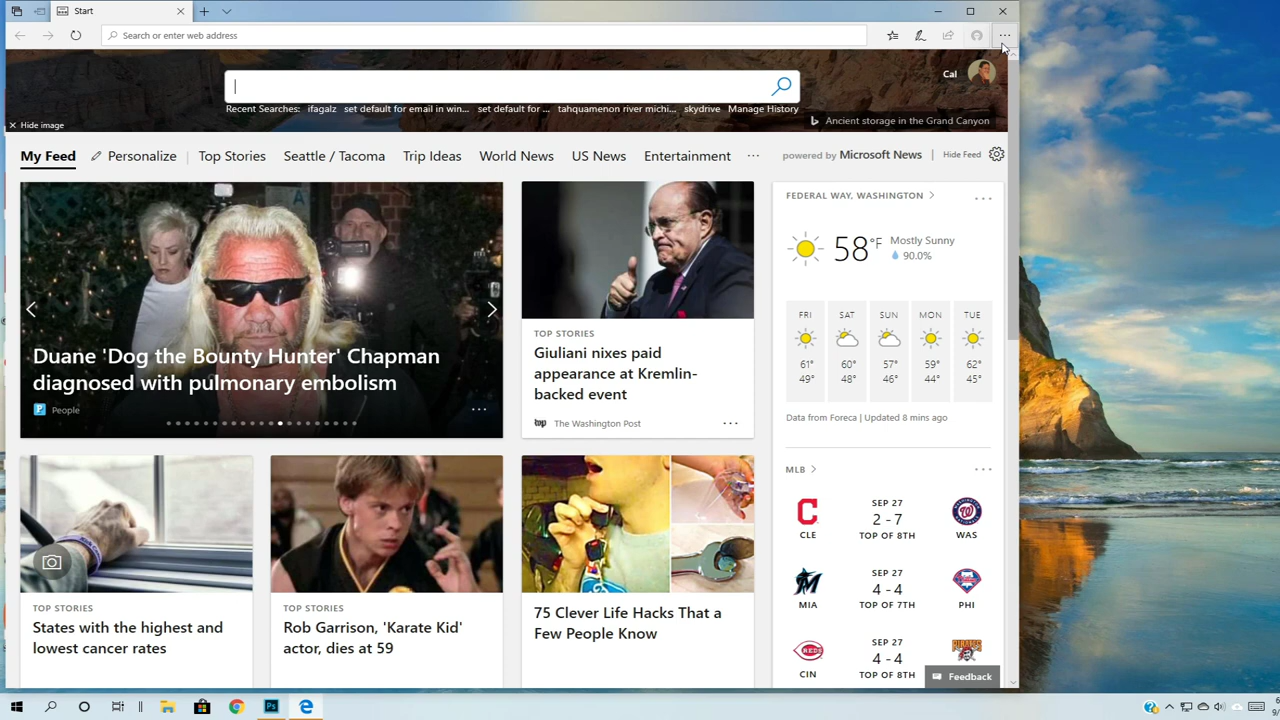 Start
Search or enter web address
Cal
Recent Searches: ifagalz set default for email in win... set default for ... tahquamenon river michi... skydrive Manage History
Hide image
Ancient storage in the Grand Canyon
My Feed Personalize Top Stories Seattle / Tacoma Trip Ideas World News US News Entertainment ... powered by Microsoft News Hide Feed
Duane 'Dog the Bounty Hunter' Chapman
diagnosed with pulmonary embolism
People
TOP STORIES
Giuliani nixes paid
appearance at Kremlin-
backed event
The Washington Post
FEDERAL WAY, WASHINGTON
58°F
Mostly Sunny
90.0%
FRI SAT SUN MON TUE
61° 60° 57° 59° 62°
49° 48° 46° 44° 45°
Data from Foreca | Updated 8 mins ago
MLB
SEP 27
2 - 7
CLE TOP OF 8TH WAS
SEP 27
4 - 4
MIA TOP OF 7TH PHI
SEP 27
4 - 4
CIN TOP OF 8TH
PIRATES
TOP STORIES
States with the highest and
lowest cancer rates
TOP STORIES
Rob Garrison, 'Karate Kid'
actor, dies at 59
75 Clever Life Hacks That a
Few People Know
Feedback
Ps